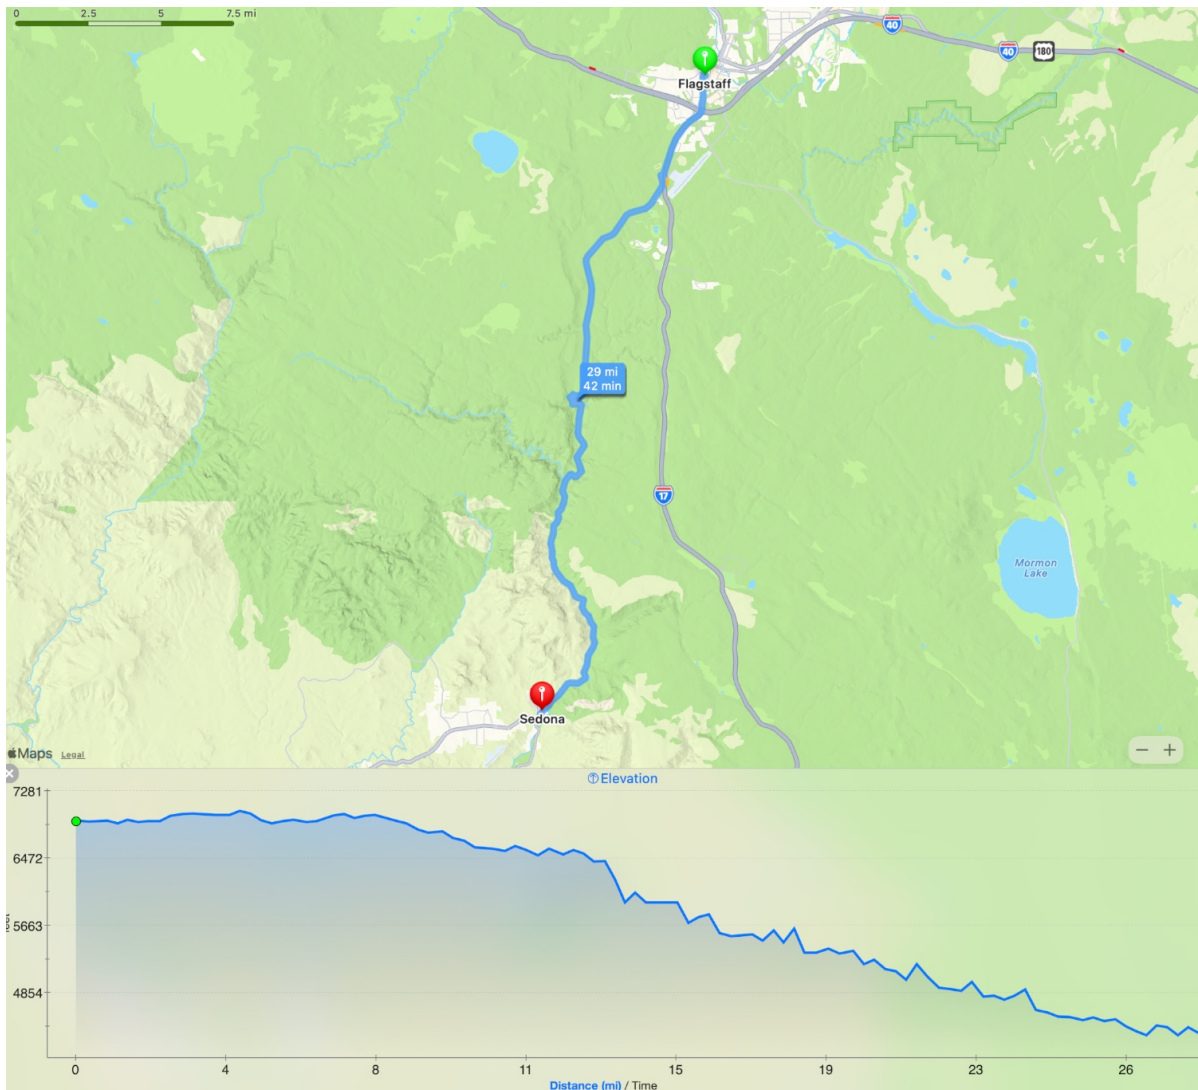 0 2.5 5 7.5 mi
40
40
180
Flagstaff
29 mi
42 min
17
Mormon
Lake
Sedona
Maps Legal
Elevation
7281
6472
5663
4854
0 4 8 11 15 19 23 26
Distance (mi) / Time